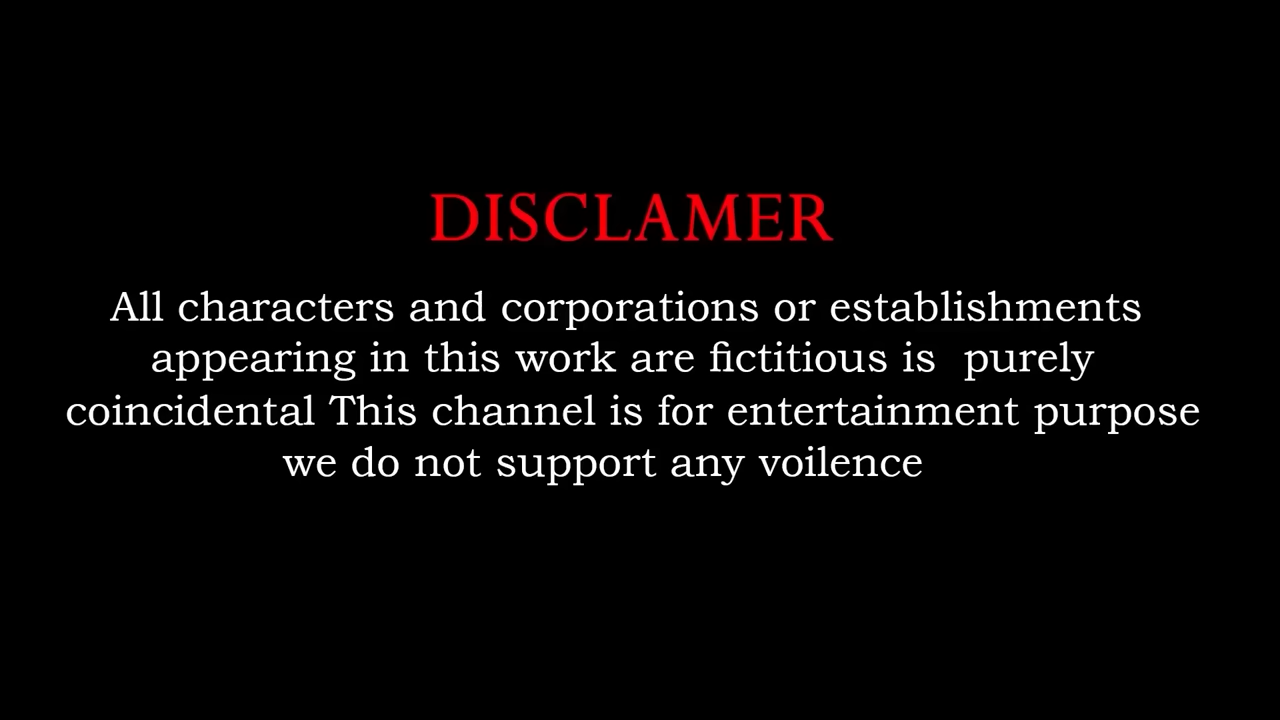 DISCLAMER
All characters and corporations or establishments
appearing in this work are fictitious is  purely
coincidental This channel is for entertainment purpose
we do not support any voilence